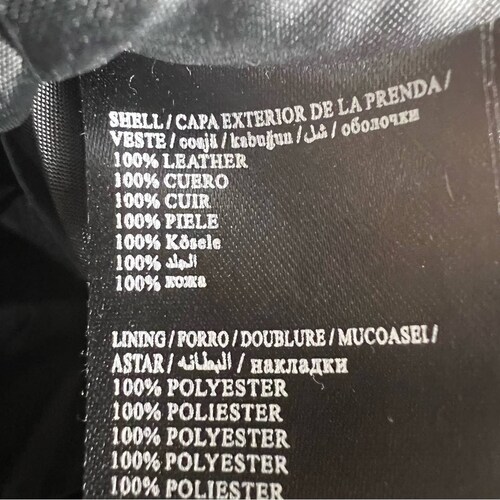 SHELL / CAPA EXTERIOR DE LA PRENDA /
VESTE / coajă / kabuğun / شل / оболочки
100% LEATHER
100% CUERO
100% CUIR
100% PIELE
100% Kösele
100% الجلد
100% кожа
LINING / FORRO / DOUBLURE / MUCOASEI /
ASTAR / البطانه / накладки
100% POLYESTER
100% POLIESTER
100% POLYESTER
100% POLIESTER
100% POLYESTER